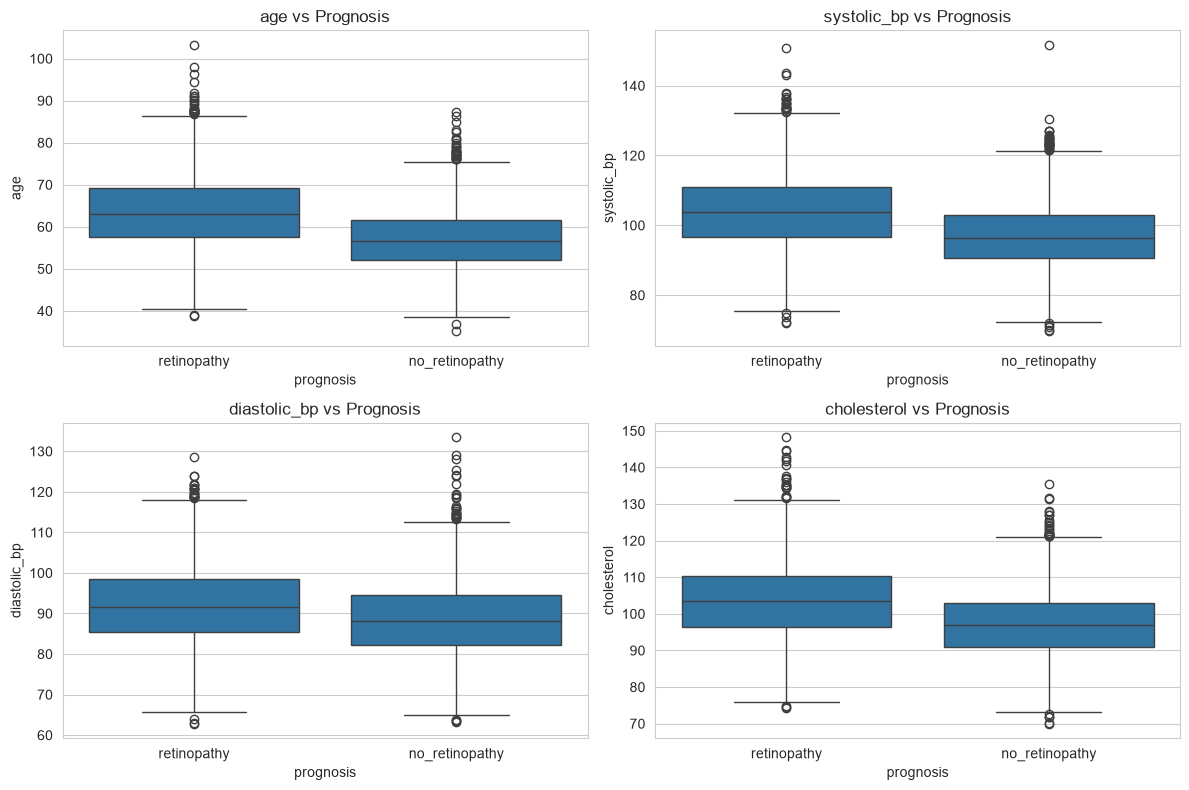 age vs Prognosis
100
90
80
70
60
50
40
age
retinopathy
no_retinopathy
prognosis
systolic_bp vs Prognosis
140
120
100
80
systolic_bp
retinopathy
no_retinopathy
prognosis
diastolic_bp vs Prognosis
130
120
110
100
90
80
70
60
diastolic_bp
retinopathy
no_retinopathy
prognosis
cholesterol vs Prognosis
150
140
130
120
110
100
90
80
70
cholesterol
retinopathy
no_retinopathy
prognosis